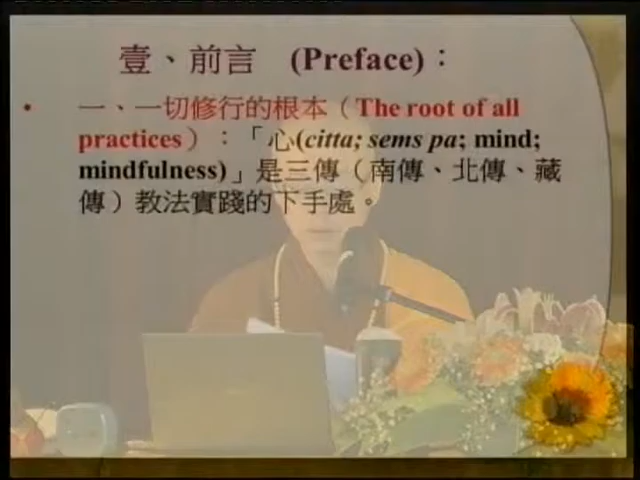 壹、前言 (Preface)：
• 一、一切修行的根本（The root of all
practices）：「心(citta; sems pa; mind;
mindfulness)」是三傳（南傳、北傳、藏
傳）教法實踐的下手處。